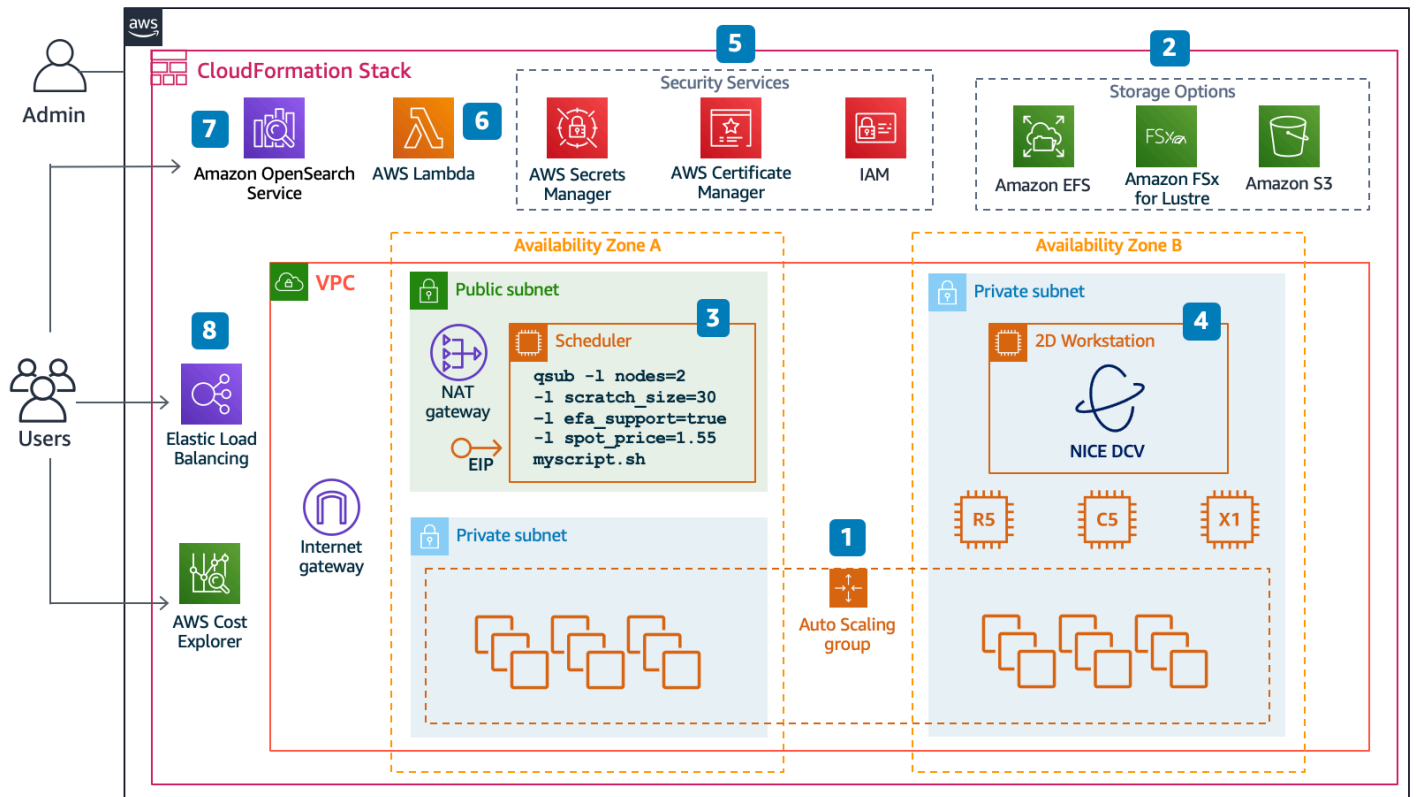 aws
Admin
CloudFormation Stack
7
Amazon OpenSearch
Service
6
AWS Lambda
5
Security Services
AWS Secrets
Manager
AWS Certificate
Manager
IAM
2
Storage Options
Amazon EFS
FSx
Amazon FSx
for Lustre
Amazon S3
Users
8
Elastic Load
Balancing
AWS Cost
Explorer
VPC
Internet
gateway
Availability Zone A
Public subnet
NAT
gateway
EIP
3
Scheduler
qsub -l nodes=2
-l scratch_size=30
-l efa_support=true
-l spot_price=1.55
myscript.sh
Private subnet
1
Auto Scaling
group
Availability Zone B
Private subnet
4
2D Workstation
NICE DCV
R5
C5
X1